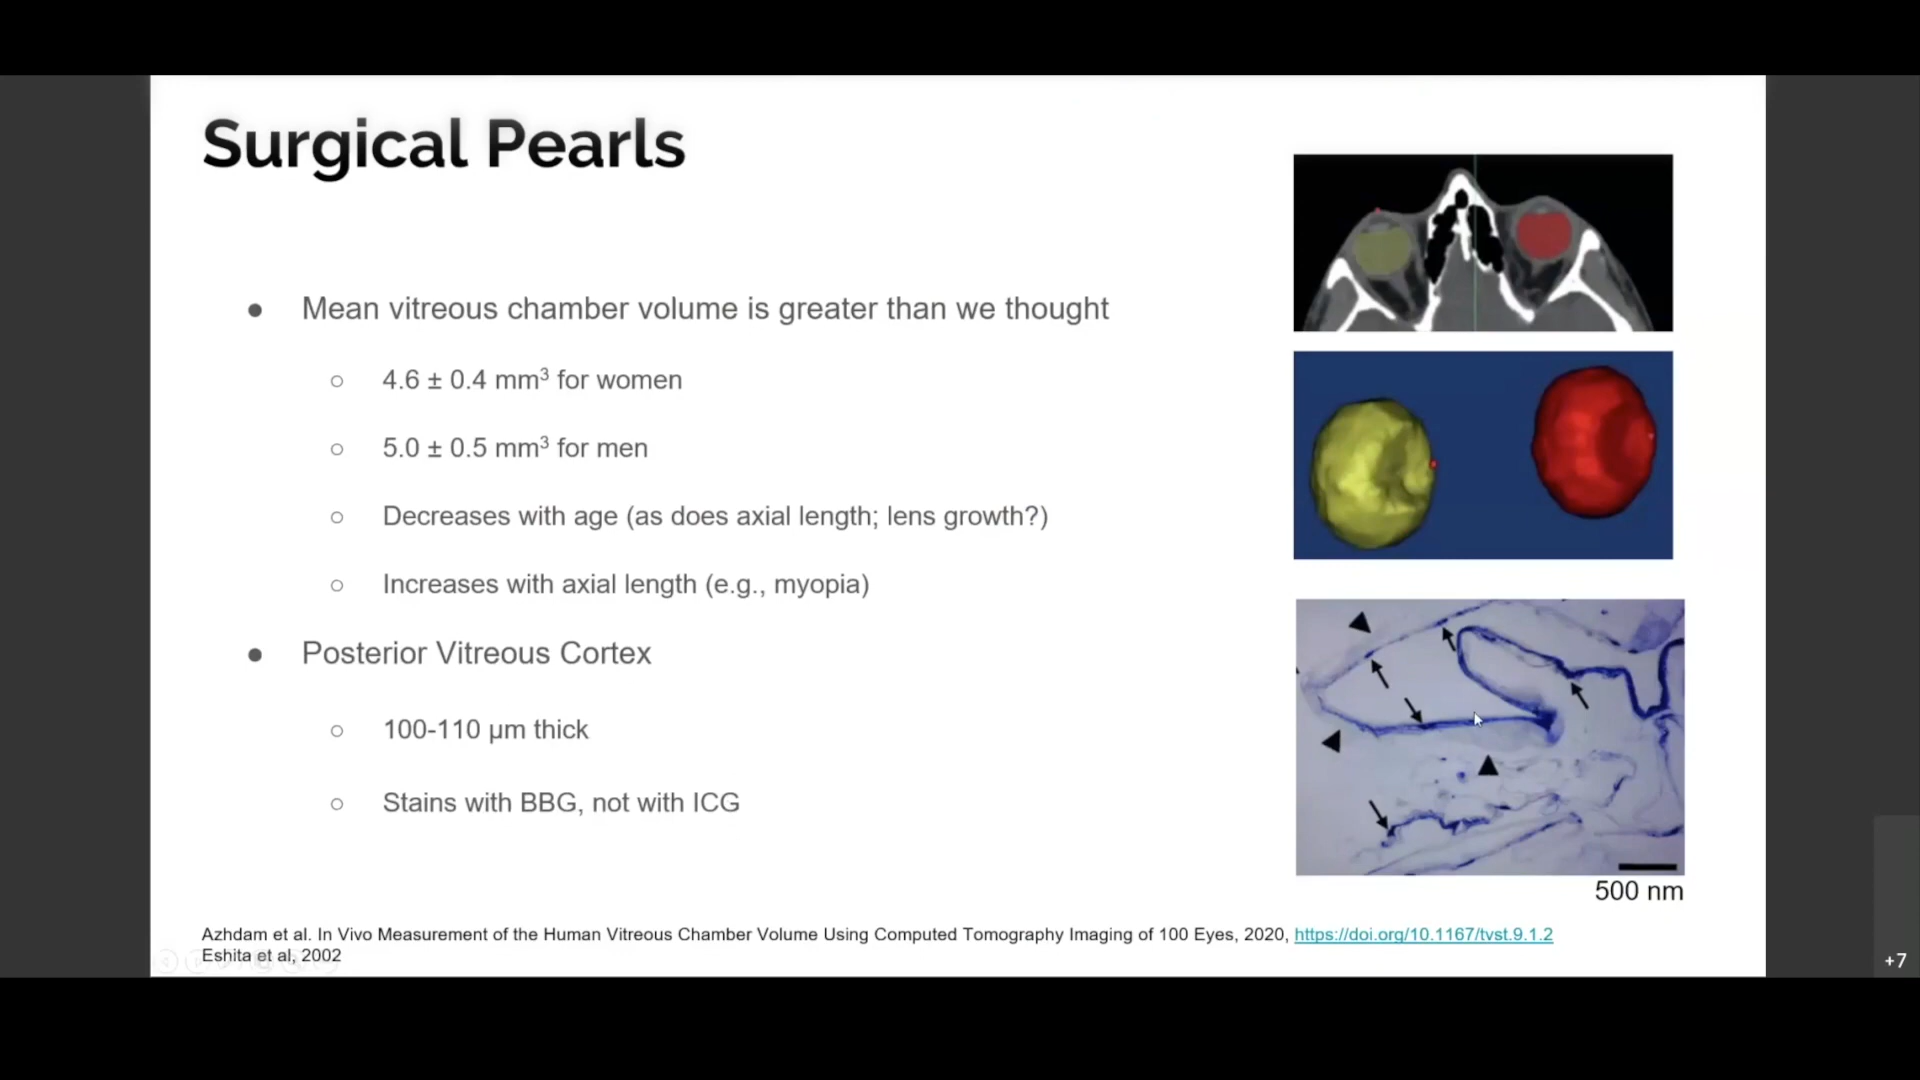 Surgical Pearls
● Mean vitreous chamber volume is greater than we thought
○ 4.6 ± 0.4 mm³ for women
○ 5.0 ± 0.5 mm³ for men
○ Decreases with age (as does axial length; lens growth?)
○ Increases with axial length (e.g., myopia)
● Posterior Vitreous Cortex
○ 100-110 μm thick
○ Stains with BBG, not with ICG
500 nm
Azhdam et al. In Vivo Measurement of the Human Vitreous Chamber Volume Using Computed Tomography Imaging of 100 Eyes, 2020, https://doi.org/10.1167/tvst.9.1.2
Eshita et al, 2002
+7